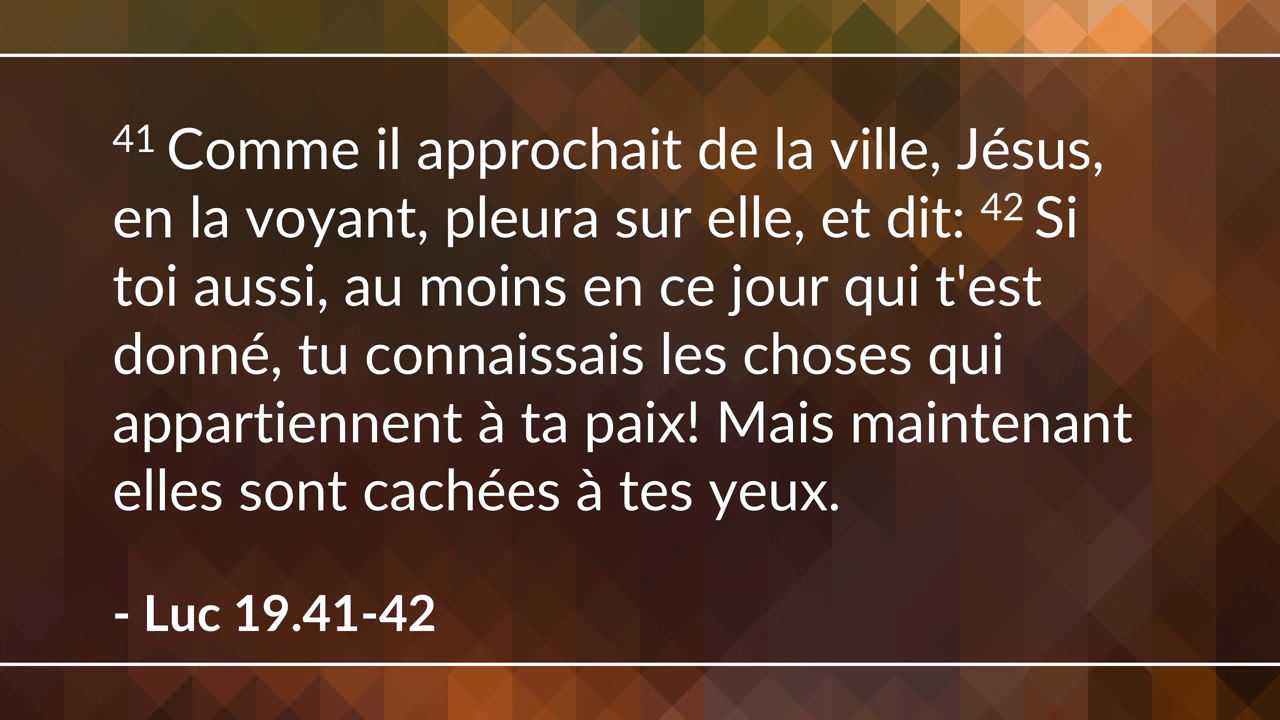 41 Comme il approchait de la ville, Jésus,
en la voyant, pleura sur elle, et dit: 42 Si
toi aussi, au moins en ce jour qui t'est
donné, tu connaissais les choses qui
appartiennent à ta paix! Mais maintenant
elles sont cachées à tes yeux.
- Luc 19.41-42